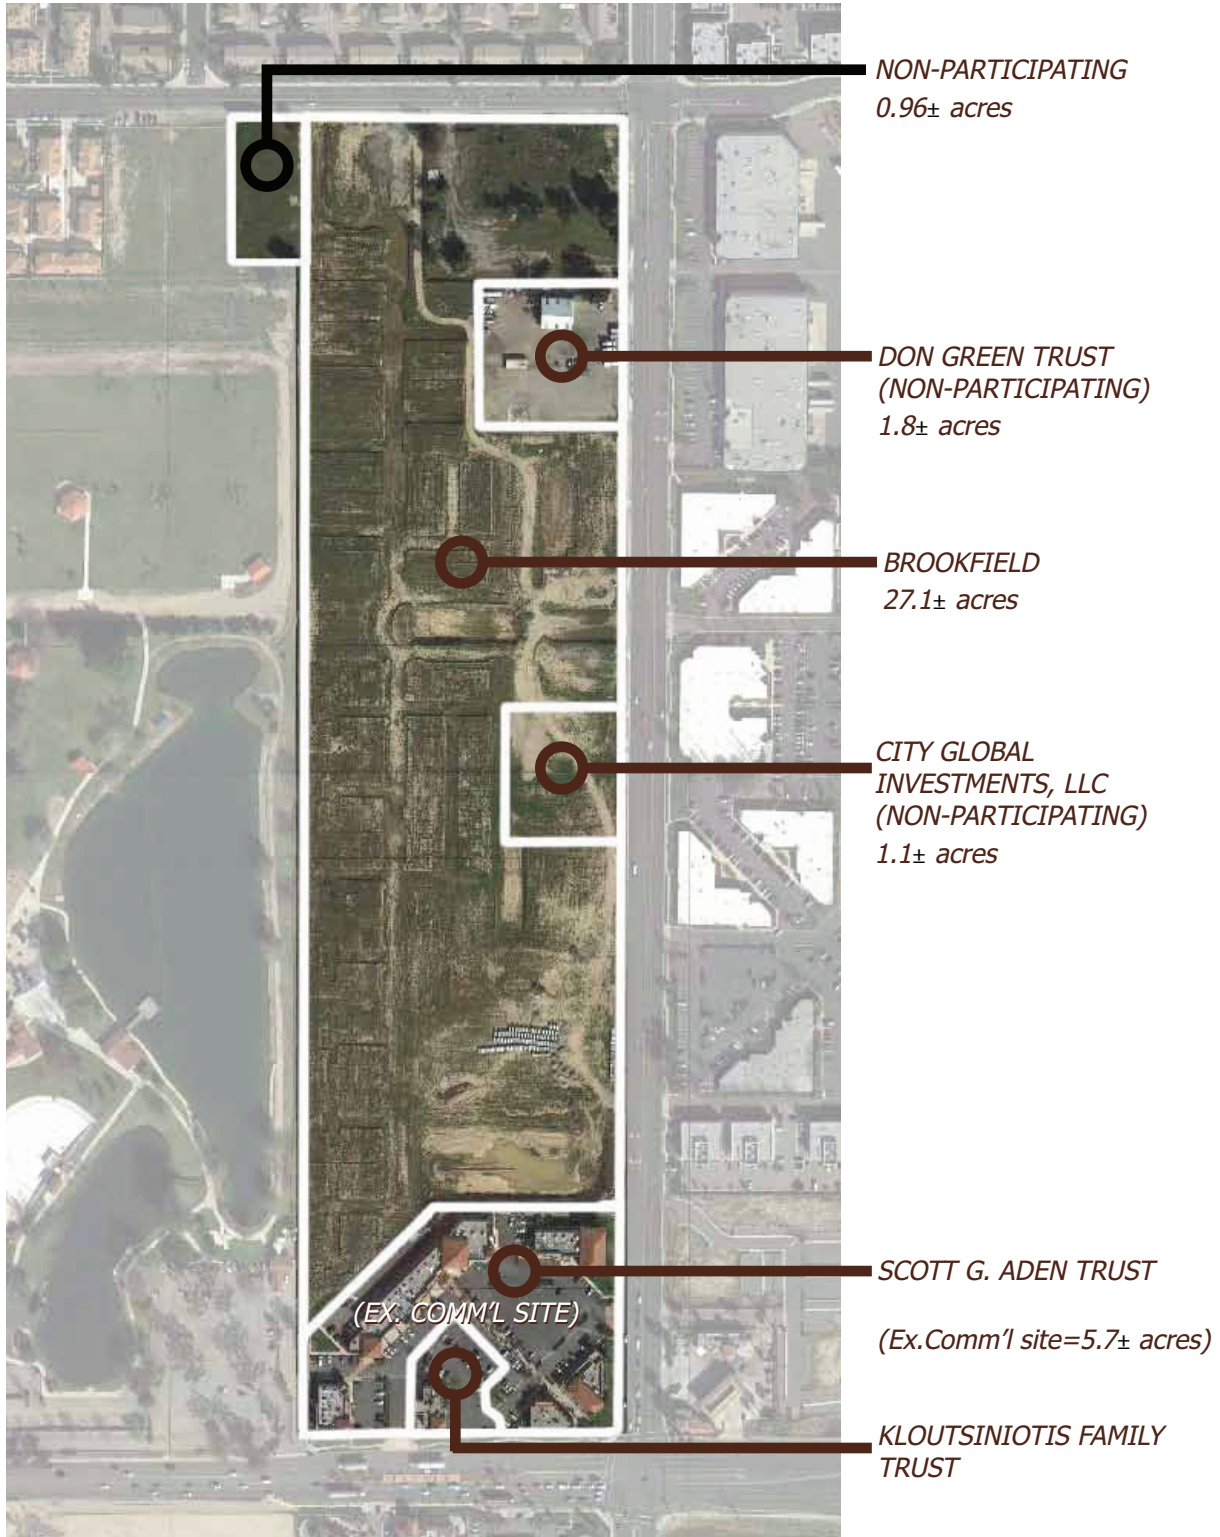 NON-PARTICIPATING
0.96± acres
DON GREEN TRUST
(NON-PARTICIPATING)
1.8± acres
BROOKFIELD
27.1± acres
CITY GLOBAL
INVESTMENTS, LLC
(NON-PARTICIPATING)
1.1± acres
SCOTT G. ADEN TRUST
(EX. COMM'L SITE)
(Ex.Comm'l site=5.7± acres)
KLOUTSINIOTIS FAMILY
TRUST